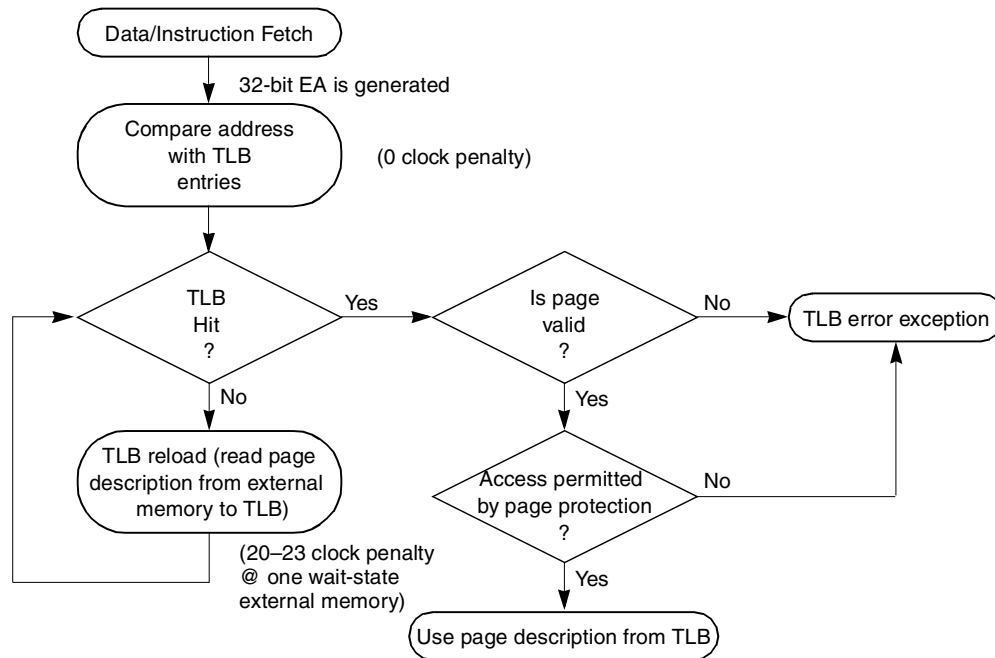 Data/Instruction Fetch
32-bit EA is generated
Compare address
with TLB
entries
(0 clock penalty)
TLB
Hit
?
Yes
Is page
valid
?
No
TLB error exception
No
Yes
TLB reload (read page
description from external
memory to TLB)
Access permitted
by page protection
?
No
(20–23 clock penalty
@ one wait-state
external memory)
Yes
Use page description from TLB